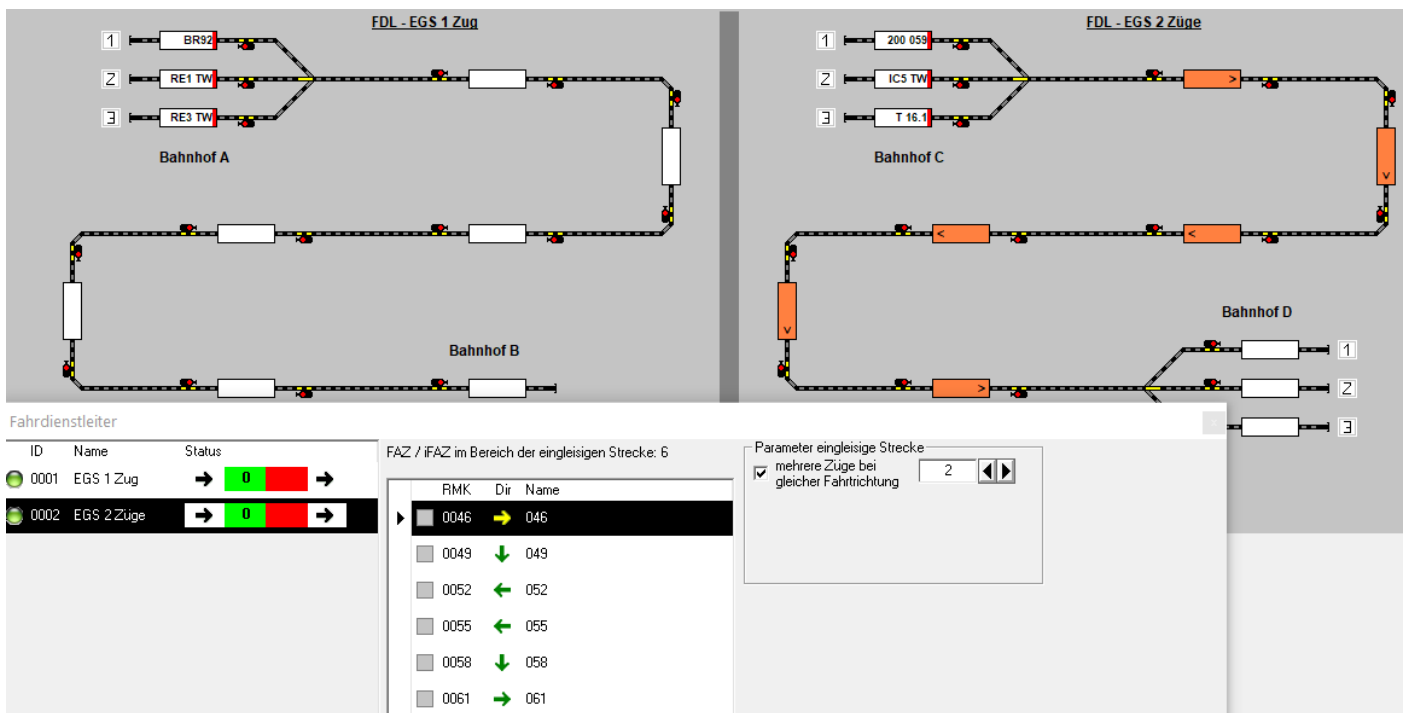 FDL - EGS 1 Zug
FDL - EGS 2 Züge
1 BR92
2 RE1 TW
3 RE3 TW
Bahnhof A
1 200 059
2 IC5 TW
3 T 16.1
Bahnhof C
Bahnhof B
Bahnhof D
1
2
3
Fahrdienstleiter
ID Name Status
0001 EGS 1 Zug 0
0002 EGS 2 Züge 0
FAZ / iFAZ im Bereich der eingleisigen Strecke: 6
RMK Dir Name
0046 046
0049 049
0052 052
0055 055
0058 058
0061 061
Parameter eingleisige Strecke
mehrere Züge bei
gleicher Fahrtrichtung 2